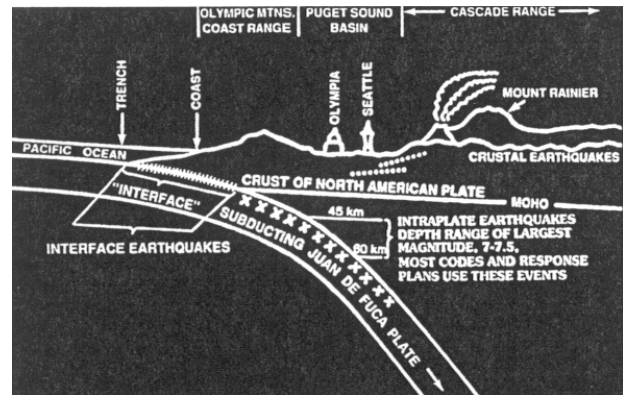 OLYMPIC MTNS.
COAST RANGE
PUGET SOUND
BASIN
CASCADE RANGE
TRENCH
COAST
OLYMPIA
SEATTLE
MOUNT RAINIER
PACIFIC OCEAN
CRUSTAL EARTHQUAKES
CRUST OF NORTH AMERICAN PLATE
MOHO
"INTERFACE"
INTERFACE EARTHQUAKES
SUBDUCTING JUAN DE FUCA PLATE
45 km
60 km
INTRAPLATE EARTHQUAKES
DEPTH RANGE OF LARGEST
MAGNITUDE, 7-7.5,
MOST CODES AND RESPONSE
PLANS USE THESE EVENTS